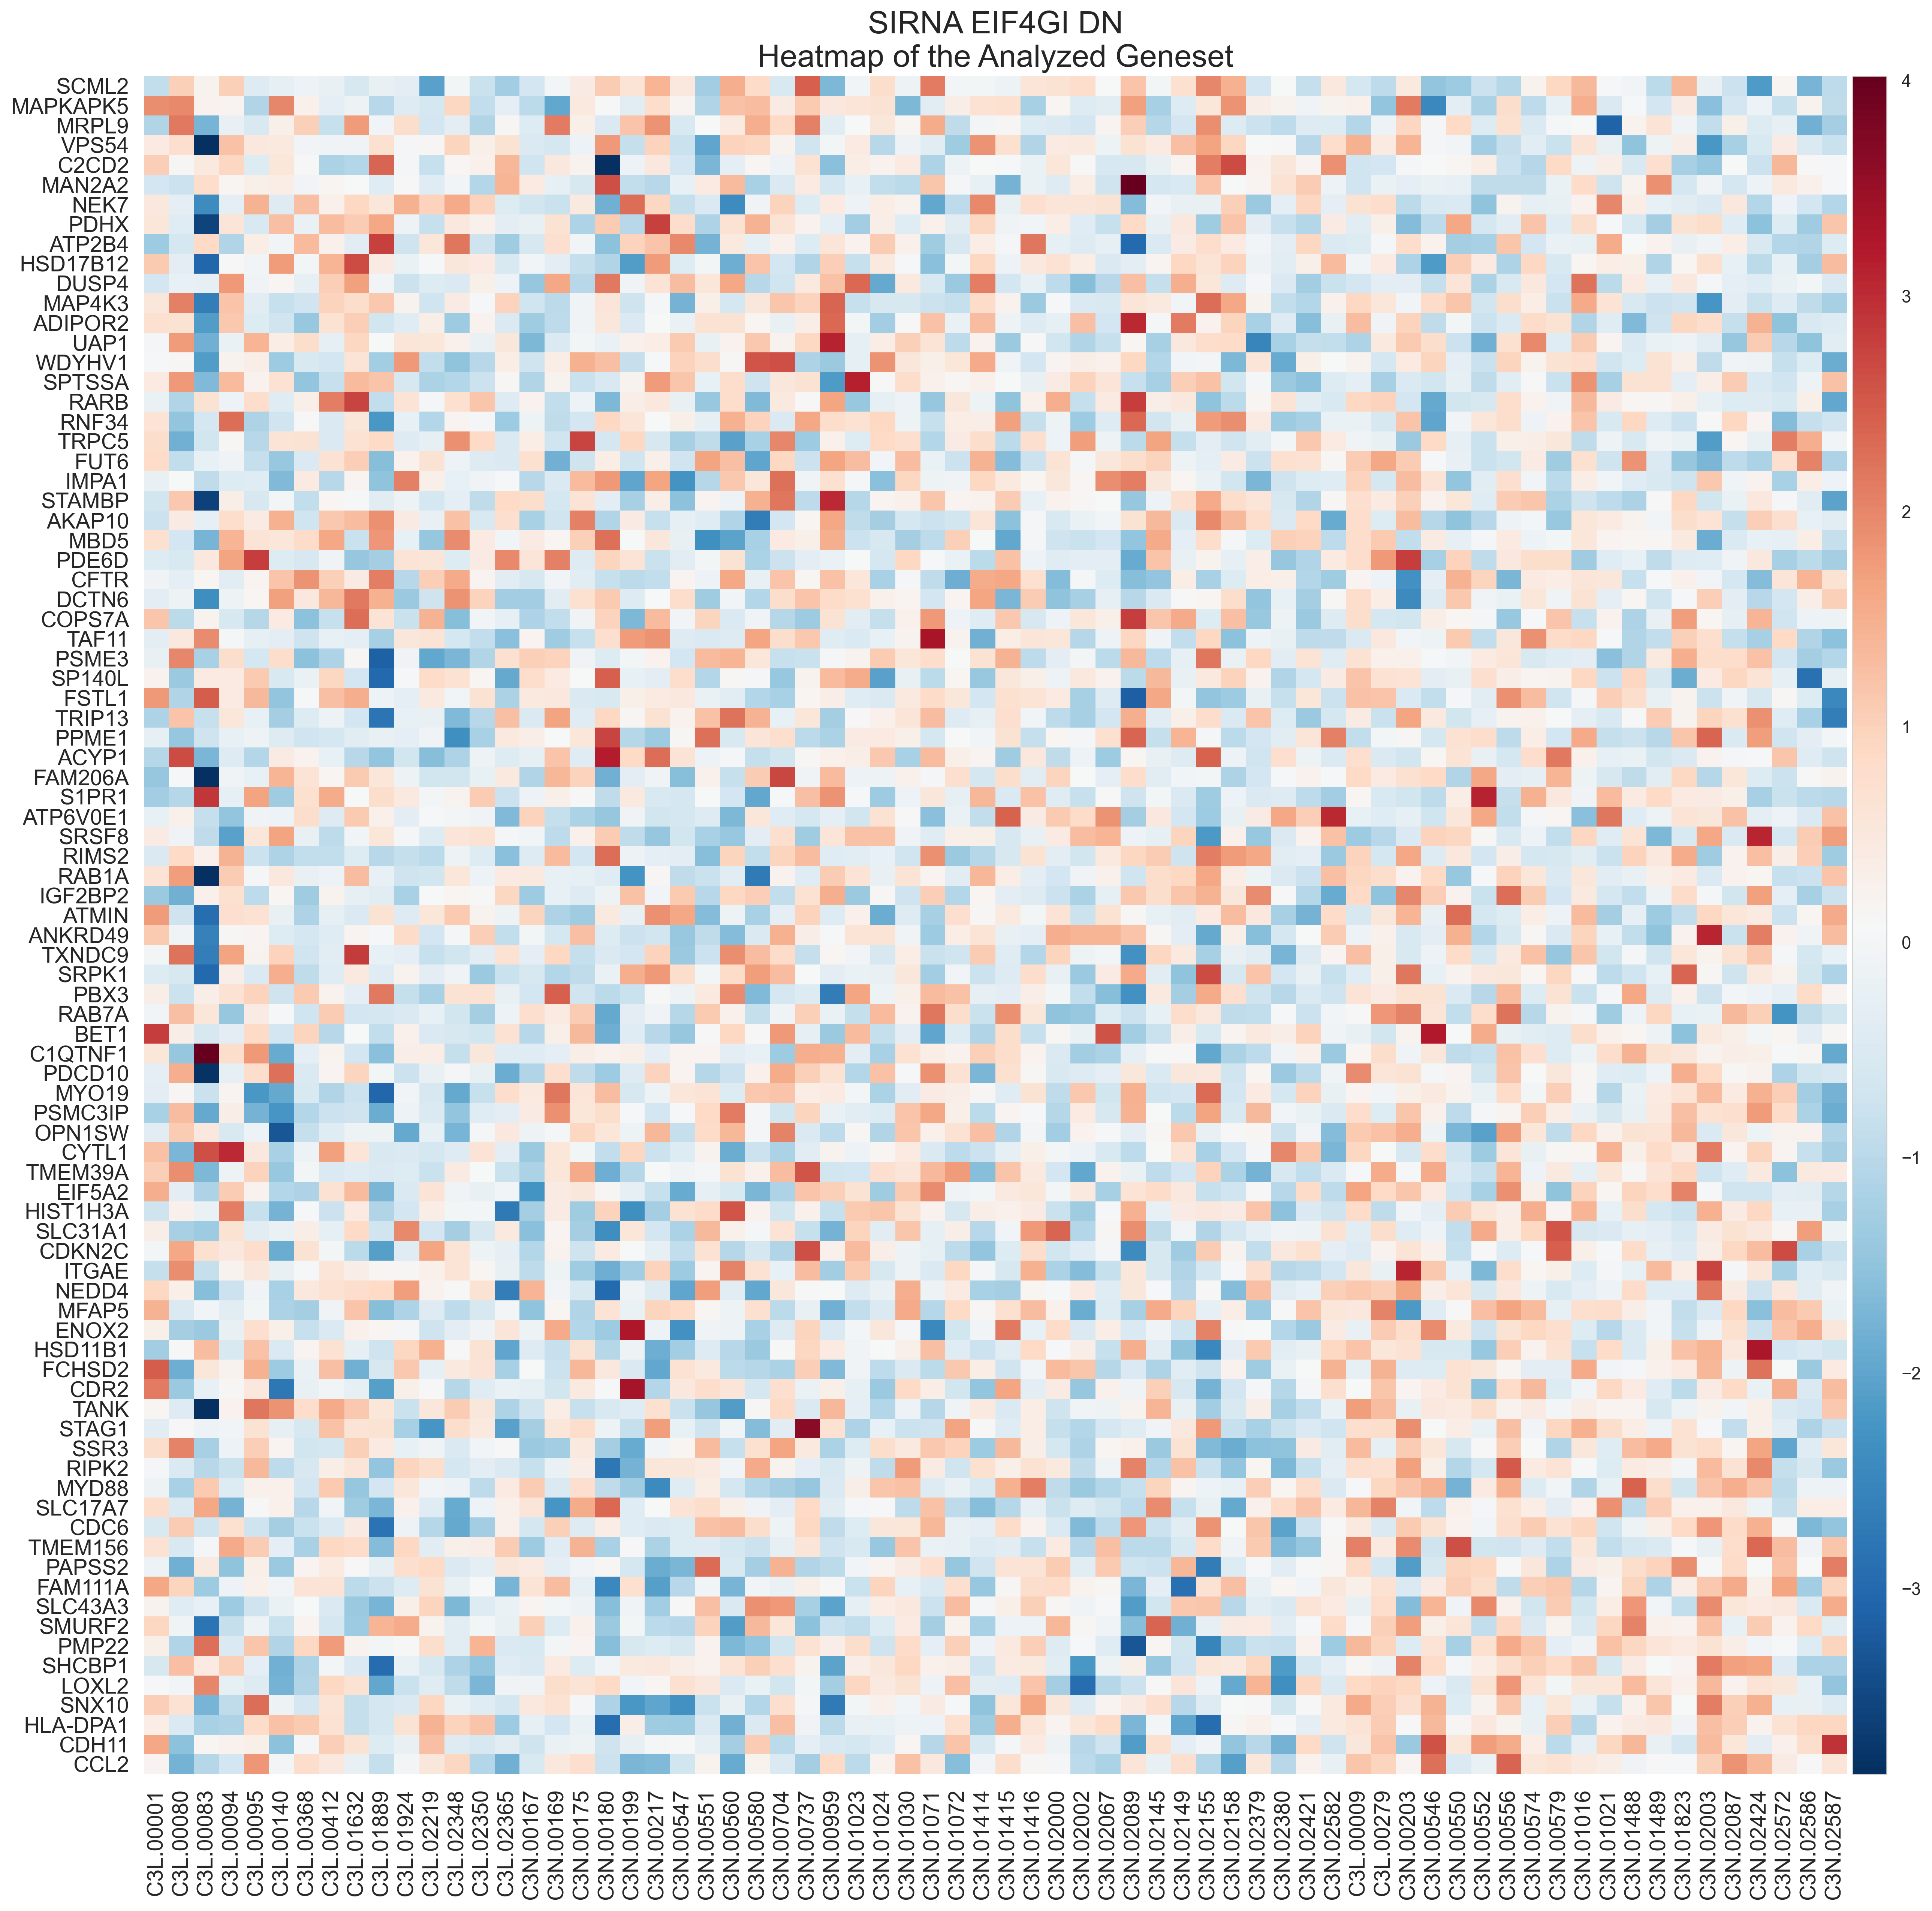 SIRNA EIF4GI DN
Heatmap of the Analyzed Geneset
SCML2
MAPKAPK5
MRPL9
VPS54
C2CD2
MAN2A2
NEK7
PDHX
ATP2B4
HSD17B12
DUSP4
MAP4K3
ADIPOR2
UAP1
WDYHV1
SPTSSA
RARB
RNF34
TRPC5
FUT6
IMPA1
STAMBP
AKAP10
MBD5
PDE6D
CFTR
DCTN6
COPS7A
TAF11
PSME3
SP140L
FSTL1
TRIP13
PPME1
ACYP1
FAM206A
S1PR1
ATP6V0E1
SRSF8
RIMS2
RAB1A
IGF2BP2
ATMIN
ANKRD49
TXNDC9
SRPK1
PBX3
RAB7A
BET1
C1QTNF1
PDCD10
MYO19
PSMC3IP
OPN1SW
CYTL1
TMEM39A
EIF5A2
HIST1H3A
SLC31A1
CDKN2C
ITGAE
NEDD4
MFAP5
ENOX2
HSD11B1
FCHSD2
CDR2
TANK
STAG1
SSR3
RIPK2
MYD88
SLC17A7
CDC6
TMEM156
PAPSS2
FAM111A
SLC43A3
SMURF2
PMP22
SHCBP1
LOXL2
SNX10
HLA-DPA1
CDH11
CCL2
C3L.00001
C3L.00080
C3L.00083
C3L.00094
C3L.00095
C3L.00140
C3L.00368
C3L.00412
C3L.01632
C3L.01889
C3L.01924
C3L.02219
C3L.02348
C3L.02350
C3L.02365
C3N.00167
C3N.00169
C3N.00175
C3N.00180
C3N.00199
C3N.00217
C3N.00547
C3N.00551
C3N.00560
C3N.00580
C3N.00704
C3N.00737
C3N.00959
C3N.01023
C3N.01024
C3N.01030
C3N.01071
C3N.01072
C3N.01414
C3N.01415
C3N.01416
C3N.02000
C3N.02002
C3N.02067
C3N.02089
C3N.02145
C3N.02149
C3N.02155
C3N.02158
C3N.02379
C3N.02380
C3N.02421
C3N.02582
C3L.00009
C3L.00279
C3N.00203
C3N.00546
C3N.00550
C3N.00552
C3N.00556
C3N.00574
C3N.00579
C3N.01016
C3N.01021
C3N.01488
C3N.01489
C3N.01823
C3N.02003
C3N.02087
C3N.02424
C3N.02572
C3N.02586
C3N.02587
4
3
2
1
0
−1
−2
−3